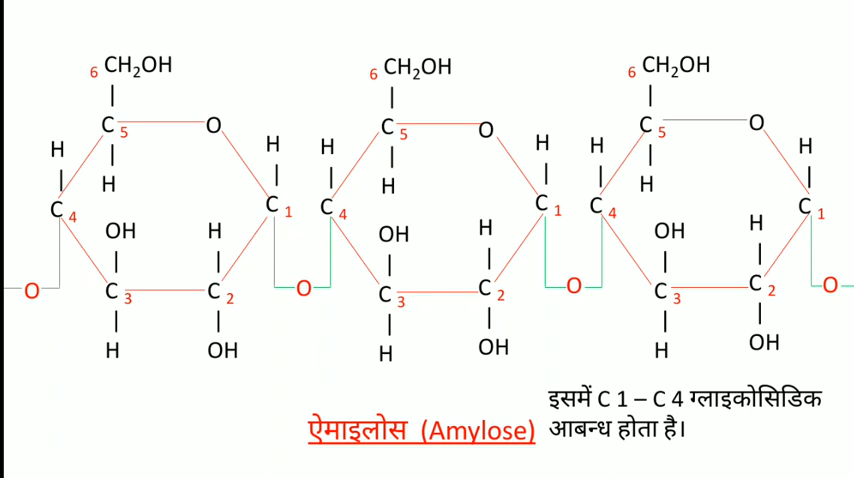 6 CH₂OH 6 CH₂OH 6 CH₂OH
C 5 O C 5 O C 5 O
H H H H H H
H H H
C 4 C 1 C 4 C 1 C 4 C 1
OH H OH H OH H
O C 3 C 2 O C 3 C 2 O C 3 C 2 O
H OH H OH H OH
इसमें C 1 – C 4 ग्लाइकोसिडिक
ऐमाइलोस (Amylose) आबन्ध होता है।